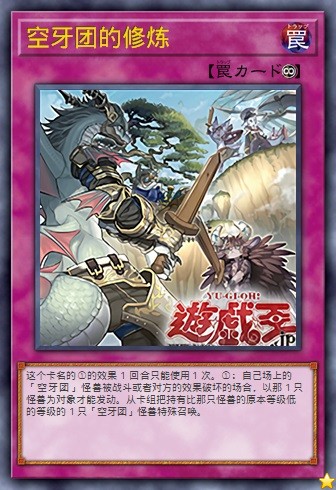 空牙团的修炼
トラップ
罠
【罠カード】
YU-GI-OH!
遊戯王
.jp
这个卡名的①的效果1回合只能使用1次。①：自己场上的
「空牙团」怪兽被战斗或者对方的效果破坏的场合，以那1只
怪兽为对象才能发动。从卡组把持有比那只怪兽的原本等级低
的等级的1只「空牙团」怪兽特殊召唤。